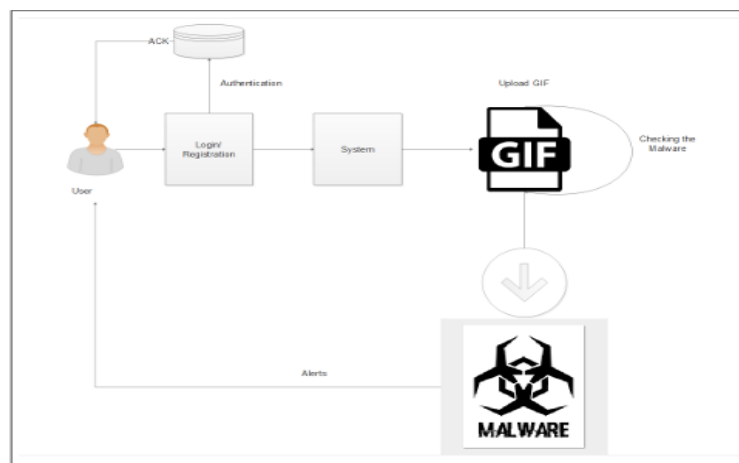 ACK
Authentication
Upload GIF
Login/
Registration
System
GIF
Checking the
Malware
User
Alerts
MALWARE